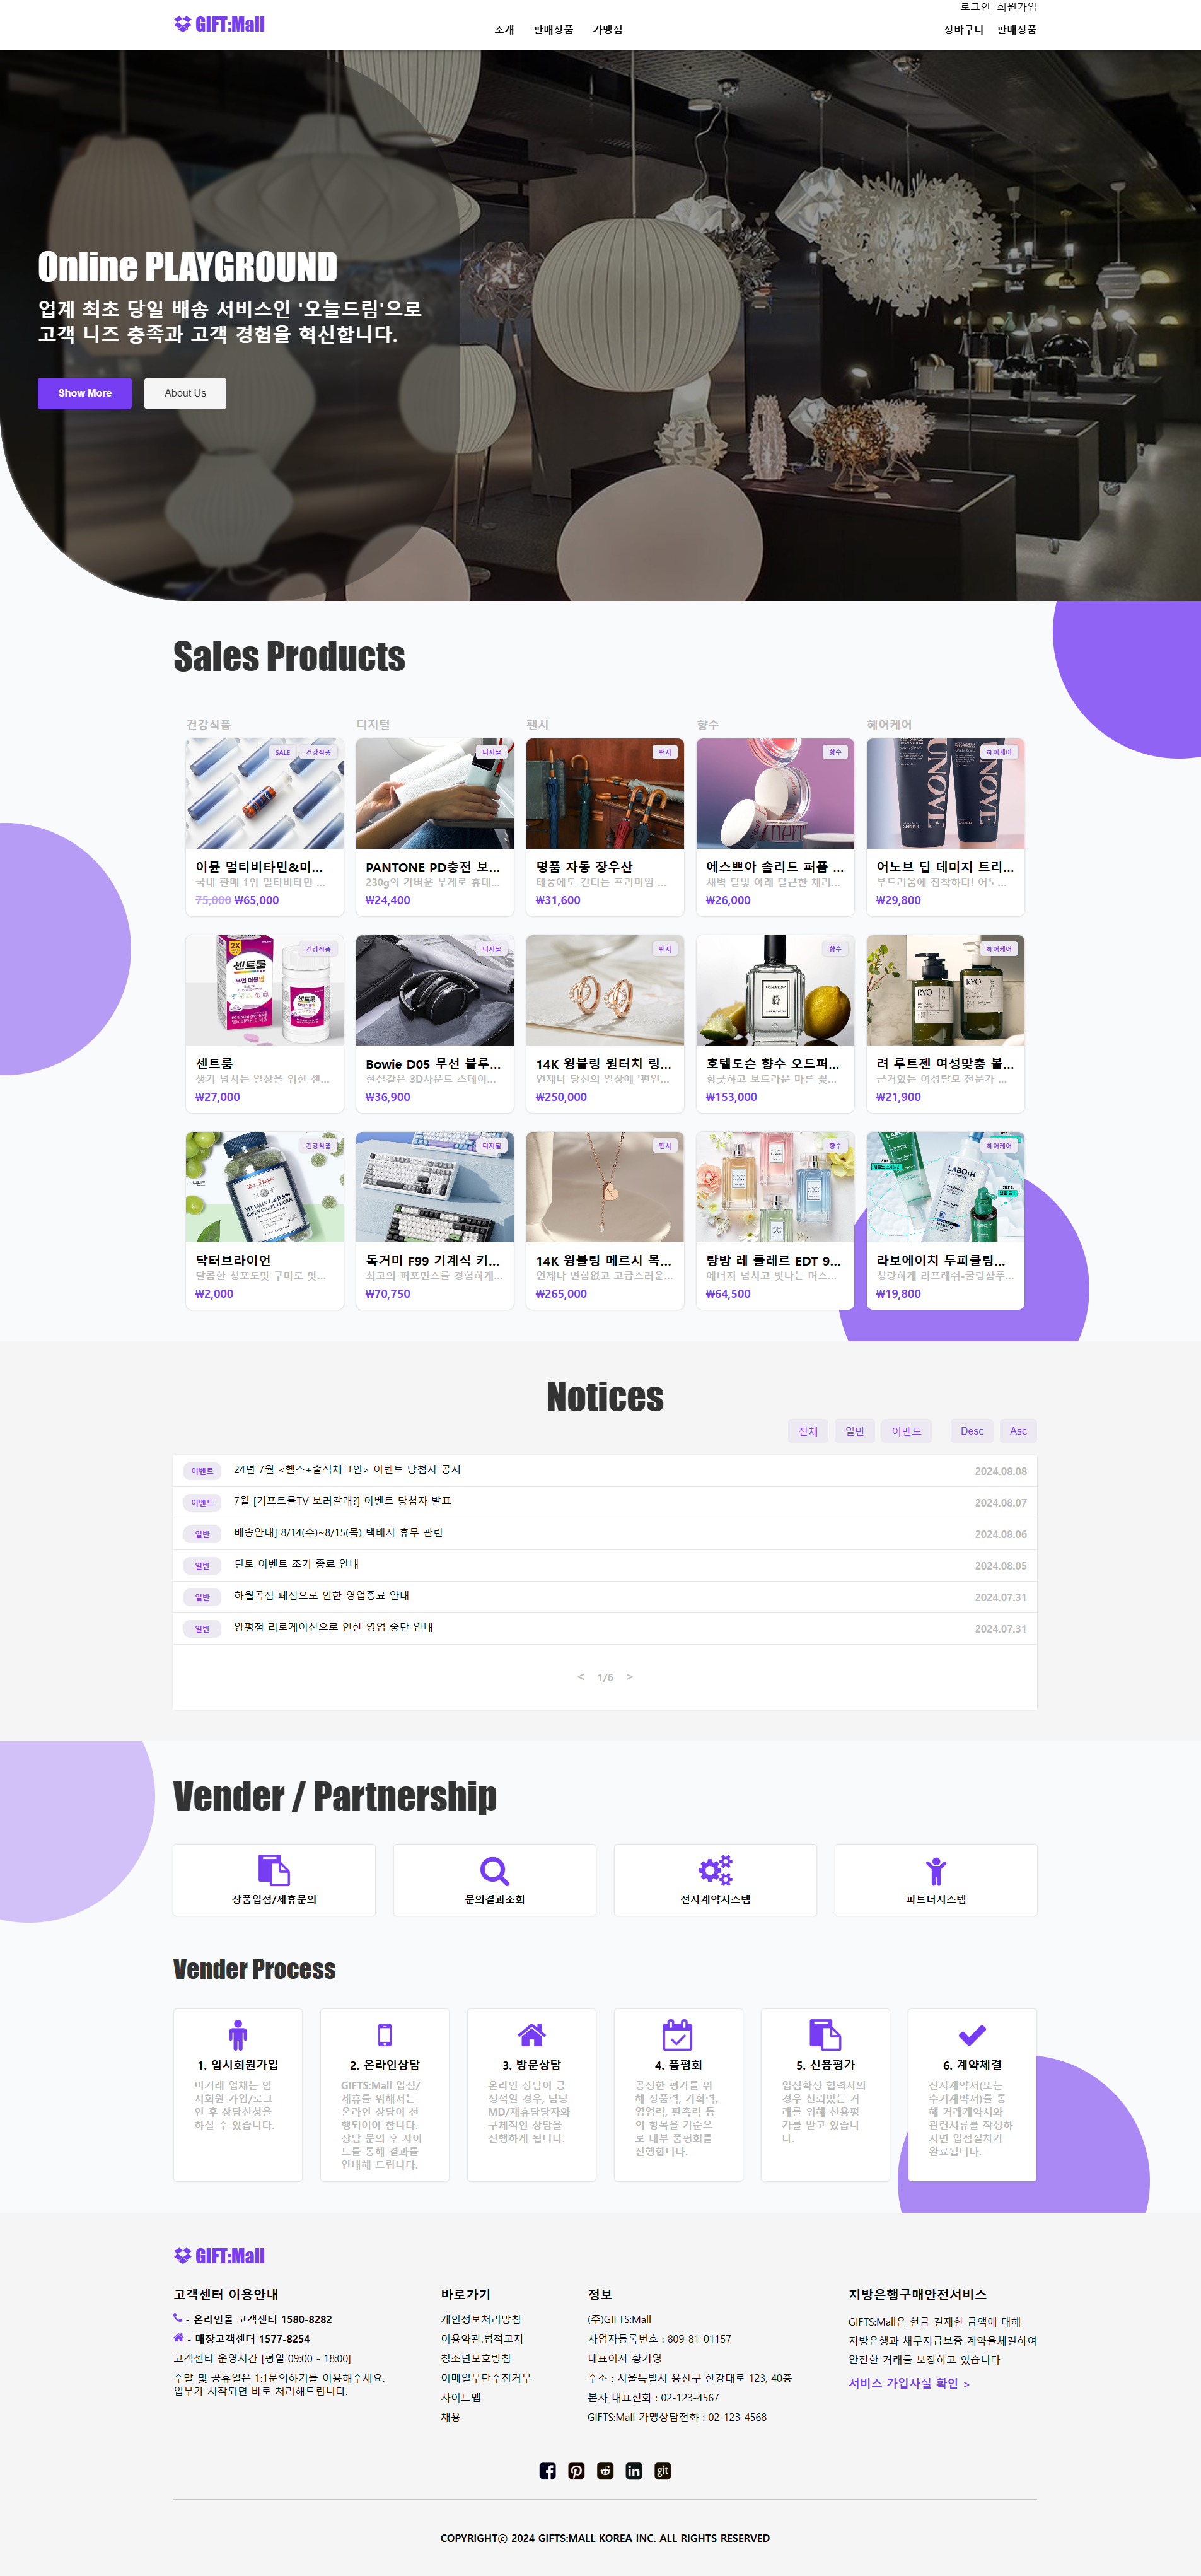 로그인 회원가입
GIFT:Mall
소개 판매상품 가맹점
장바구니 판매상품
Online PLAYGROUND
업계 최초 당일 배송 서비스인 '오늘드림'으로
고객 니즈 충족과 고객 경험을 혁신합니다.
Show More About Us
Sales Products
건강식품 디지털 팬시 향수 헤어케어
SALE 건강식품 디지털 팬시 향수 헤어케어
UNOVE UNOVE
이뮨 멀티비타민&미... PANTONE PD충전 보... 명품 자동 장우산 에스쁘아 솔리드 퍼퓸 ... 어노브 딥 데미지 트리...
국내 판매 1위 멀티비타민 ... 230g의 가벼운 무게로 휴대... 태풍에도 견디는 프리미엄 ... 새벽 달빛 아래 달큰한 체리... 부드러움에 집착하다! 어노...
75,000 ₩65,000 ₩24,400 ₩31,600 ₩26,000 ₩29,800
건강식품 디지털 팬시 향수 헤어케어
2X
센트룸
우먼 더블업
센트룸
RYO RYO
센트룸 Bowie D05 무선 블루... 14K 윙블링 원터치 링... 호텔도슨 향수 오드퍼... 려 루트젠 여성맞춤 볼...
생기 넘치는 일상을 위한 센... 현실같은 3D사운드 스테이... 언제나 당신의 일상에 '편안... 향긋하고 보드라운 마른 꽃... 근거있는 여성탈모 전문가 ...
₩27,000 ₩36,900 ₩250,000 ₩153,000 ₩21,900
건강식품 디지털 팬시 향수 헤어케어
Dr.Brian
VITAMIN C&D 3000
GREEN GRAPE FLAVOR
LABO-H
닥터브라이언 독거미 F99 기계식 키... 14K 윙블링 메르시 목... 랑방 레 플레르 EDT 9... 라보에이치 두피쿨링...
달콤한 청포도맛 구미로 맛... 최고의 퍼포먼스를 경험하게... 언제나 변함없고 고급스러운... 에너지 넘치고 빛나는 머스... 청량하게 리프레쉬-쿨링샴푸...
₩2,000 ₩70,750 ₩265,000 ₩64,500 ₩19,800
Notices
전체 일반 이벤트 Desc Asc
이벤트 24년 7월 <헬스+출석체크인> 이벤트 당첨자 공지 2024.08.08
이벤트 7월 [기프트몰TV 보러갈래?] 이벤트 당첨자 발표 2024.08.07
일반 배송안내] 8/14(수)~8/15(목) 택배사 휴무 관련 2024.08.06
일반 딘토 이벤트 조기 종료 안내 2024.08.05
일반 하월곡점 폐점으로 인한 영업종료 안내 2024.07.31
일반 양평점 리로케이션으로 인한 영업 중단 안내 2024.07.31
< 1/6 >
Vender / Partnership
상품입점/제휴문의 문의결과조회 전자계약시스템 파트너시스템
Vender Process
1. 임시회원가입
미거래 업체는 임
시회원 가입/로그
인 후 상담신청을
하실 수 있습니다.
2. 온라인상담
GIFTS:Mall 입점/
제휴를 위해서는
온라인 상담이 선
행되어야 합니다.
상담 문의 후 사이
트를 통해 결과를
안내해 드립니다.
3. 방문상담
온라인 상담이 긍
정적일 경우, 담당
MD/제휴담당자와
구체적인 상담을
진행하게 됩니다.
4. 품평회
공정한 평가를 위
해 상품력, 기획력,
영업력, 판촉력 등
의 항목을 기준으
로 내부 품평회를
진행합니다.
5. 신용평가
입점확정 협력사의
경우 신뢰있는 거
래를 위해 신용평
가를 받고 있습니
다.
6. 계약체결
전자계약서(또는
수기계약서)를 통
해 거래계약서와
관련서류를 작성하
시면 입점절차가
완료됩니다.
GIFT:Mall
고객센터 이용안내
- 온라인몰 고객센터 1580-8282
- 매장고객센터 1577-8254
고객센터 운영시간 [평일 09:00 - 18:00]
주말 및 공휴일은 1:1문의하기를 이용해주세요.
업무가 시작되면 바로 처리해드립니다.
바로가기
개인정보처리방침
이용약관,법적고지
청소년보호방침
이메일무단수집거부
사이트맵
채용
정보
(주)GIFTS:Mall
사업자등록번호 : 809-81-01157
대표이사 황기영
주소 : 서울특별시 용산구 한강대로 123, 40층
본사 대표전화 : 02-123-4567
GIFTS:Mall 가맹상담전화 : 02-123-4568
지방은행구매안전서비스
GIFTS:Mall은 현금 결제한 금액에 대해
지방은행과 채무지급보증 계약을체결하여
안전한 거래를 보장하고 있습니다
서비스 가입사실 확인 >
git
COPYRIGHTⓒ 2024 GIFTS:MALL KOREA INC. ALL RIGHTS RESERVED